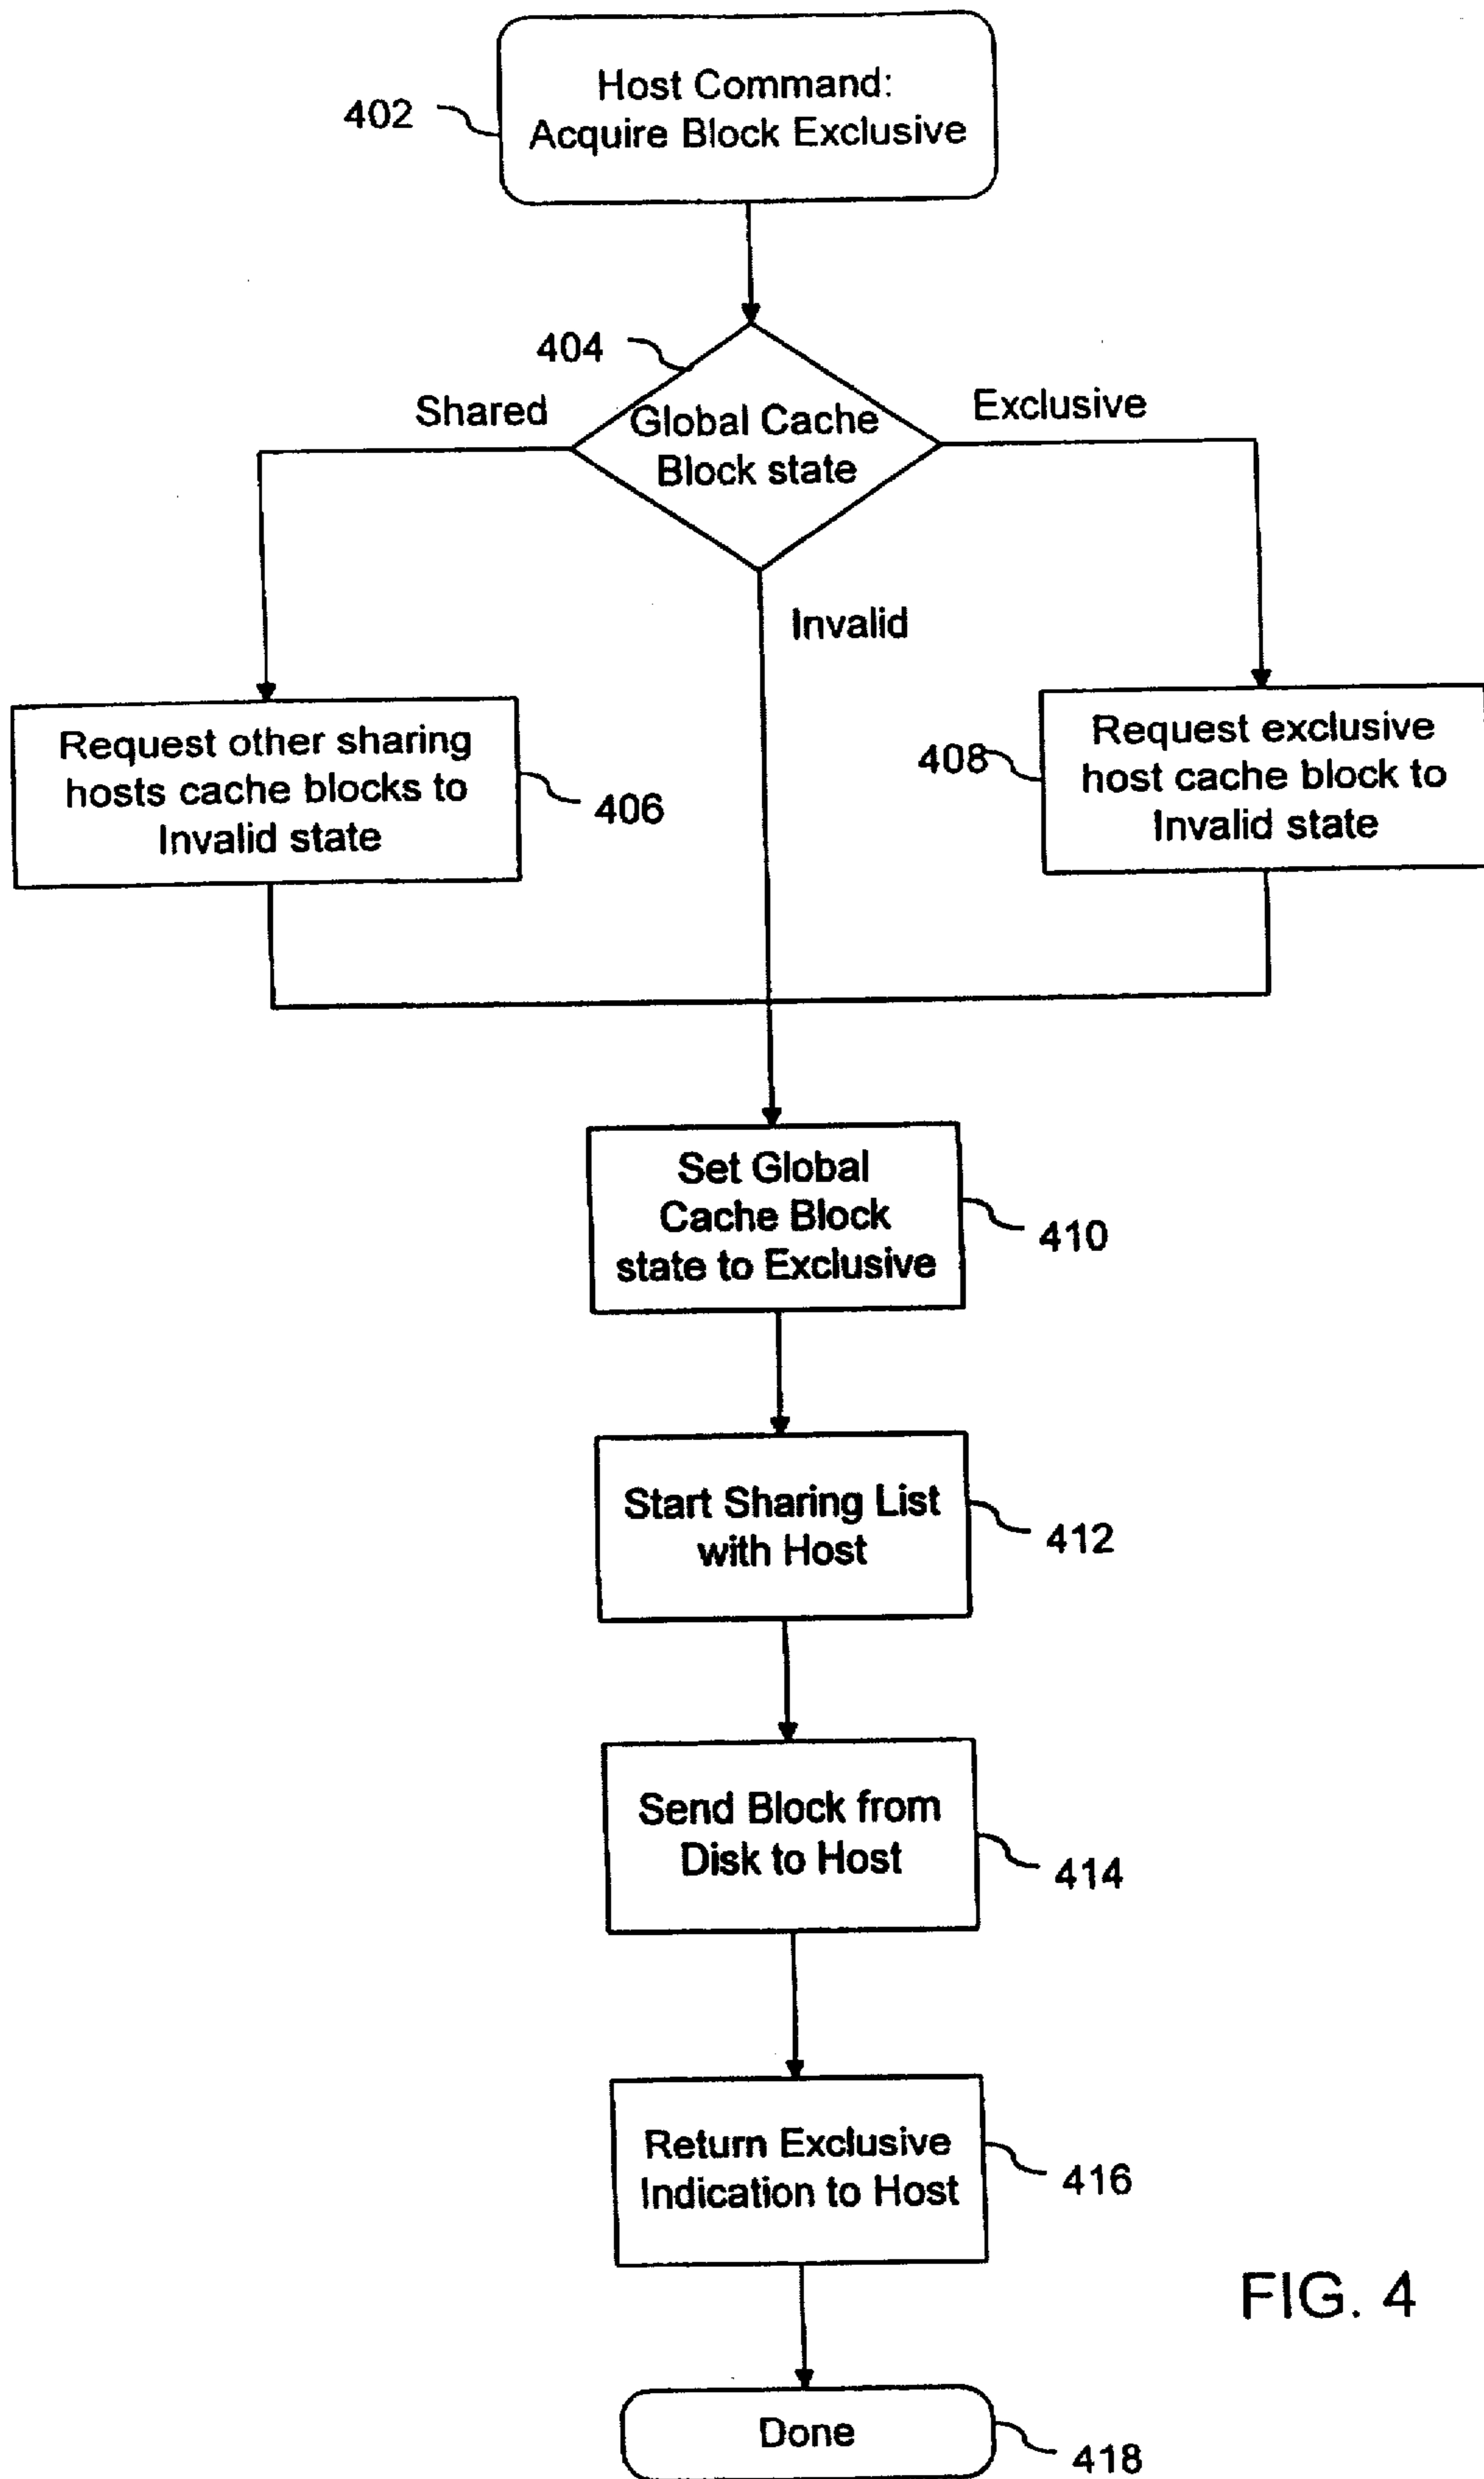 Host Command:
Acquire Block Exclusive
402
404
Shared
Exclusive
Global Cache
Block state
Invalid
Request other sharing
hosts cache blocks to
Invalid state
406
408
Request exclusive
host cache block to
Invalid state
Set Global
Cache Block
state to Exclusive
410
Start Sharing List
with Host
412
Send Block from
Disk to Host
414
Return Exclusive
Indication to Host
416
FIG. 4
Done
418